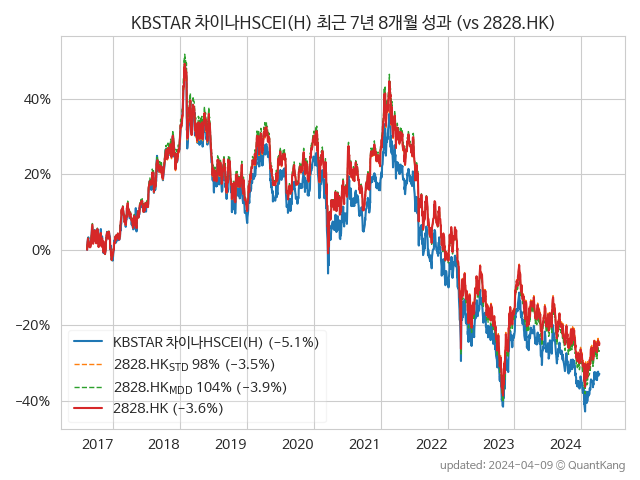 KBSTAR 차이나HSCEI(H) 최근 7년 8개월 성과 (vs 2828.HK)
40%
20%
0%
−20%
−40%
KBSTAR 차이나HSCEI(H) (−5.1%)
2828.HK_STD 98% (−3.5%)
2828.HK_MDD 104% (−3.9%)
2828.HK (−3.6%)
2017 2018 2019 2020 2021 2022 2023 2024
updated: 2024-04-09 © QuantKang